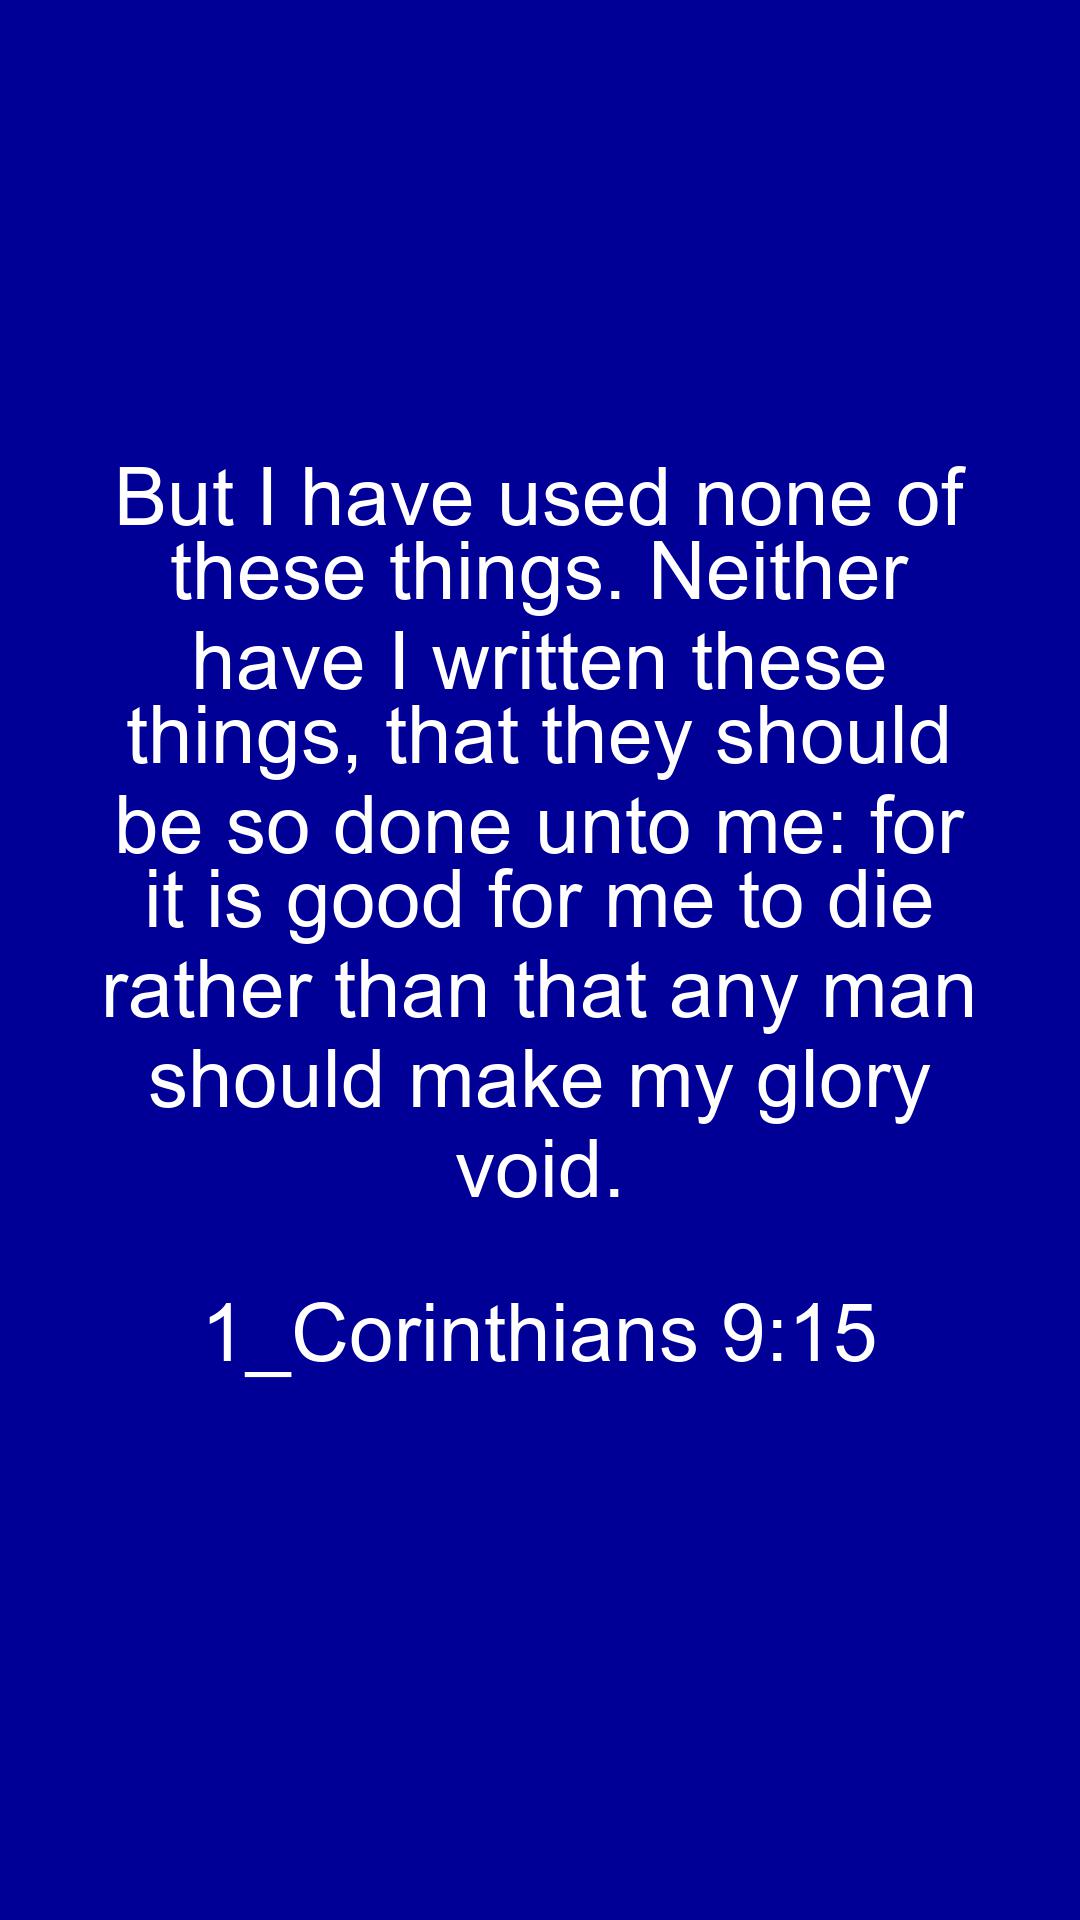 But I have used none of
these things. Neither
have I written these
things, that they should
be so done unto me: for
it is good for me to die
rather than that any man
should make my glory
void.
1_Corinthians 9:15